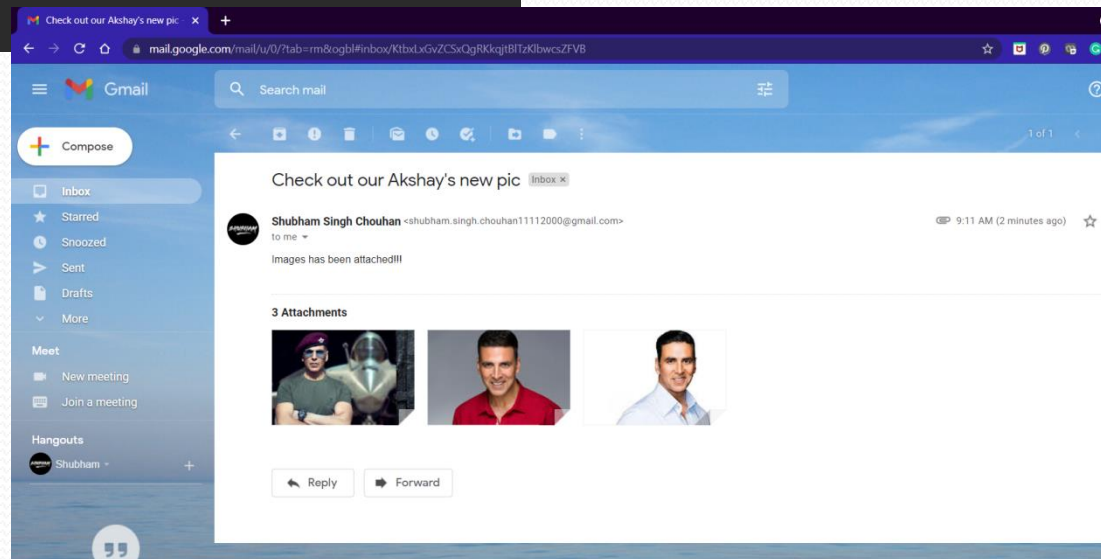 Check out our Akshay's new pic
mail.google.com/mail/u/0/?tab=rm&ogbl#inbox/KtbxLxGvZCSxQgRKkqjtBlTzKlbwcsZFVB
Gmail
Search mail
Compose
1 of 1
Inbox
Starred
Snoozed
Sent
Drafts
More
Meet
New meeting
Join a meeting
Hangouts
Shubham
Check out our Akshay's new pic Inbox x
Shubham Singh Chouhan <shubham.singh.chouhan11112000@gmail.com> 9:11 AM (2 minutes ago)
to me
Images has been attached!!!
3 Attachments
Reply Forward